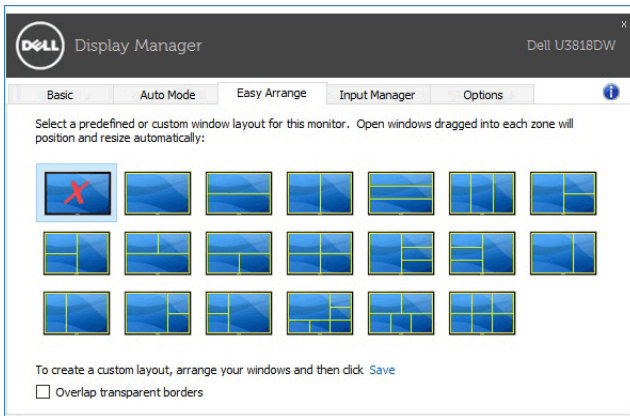 DELL
Display Manager
Dell U3818DW
x
Basic
Auto Mode
Easy Arrange
Input Manager
Options
i
Select a predefined or custom window layout for this monitor. Open windows dragged into each zone will
position and resize automatically:
X
To create a custom layout, arrange your windows and then click Save
Overlap transparent borders